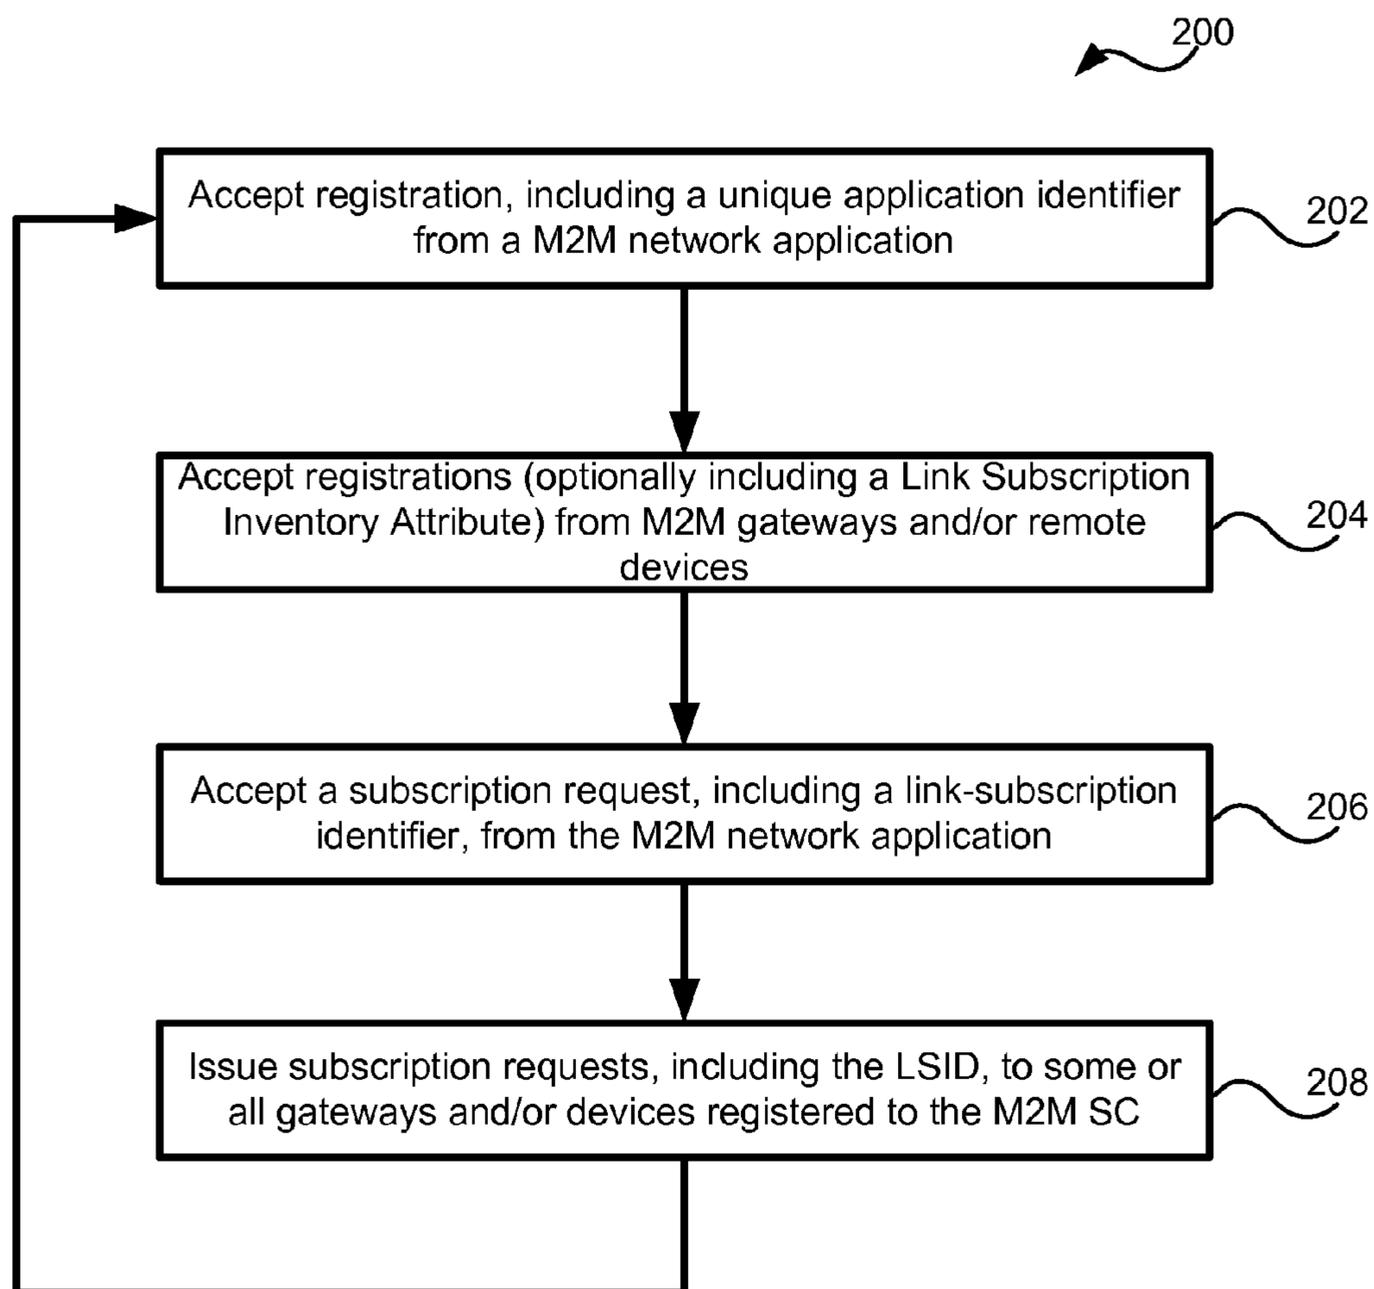 200
Accept registration, including a unique application identifier
from a M2M network application
202
Accept registrations (optionally including a Link Subscription
Inventory Attribute) from M2M gateways and/or remote
devices
204
Accept a subscription request, including a link-subscription
identifier, from the M2M network application
206
Issue subscription requests, including the LSID, to some or
all gateways and/or devices registered to the M2M SC
208